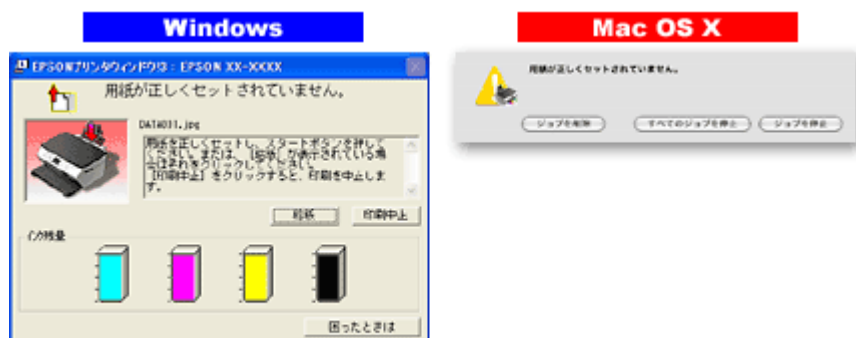 Windows
Mac OS X
EPSONプリンタウィンドウ!3 : EPSON XX-XXXX
用紙が正しくセットされていません。
DATA011.jpg
用紙を正しくセットし、スタートボタンを押して
ください。または、[給紙] が表示されている場
合はそれをクリックしてください。
[印刷中止] をクリックすると、印刷を中止しま
す。
給紙
印刷中止
インク残量
困ったときは
用紙が正しくセットされていません。
ジョブを削除
すべてのジョブを停止
ジョブを停止